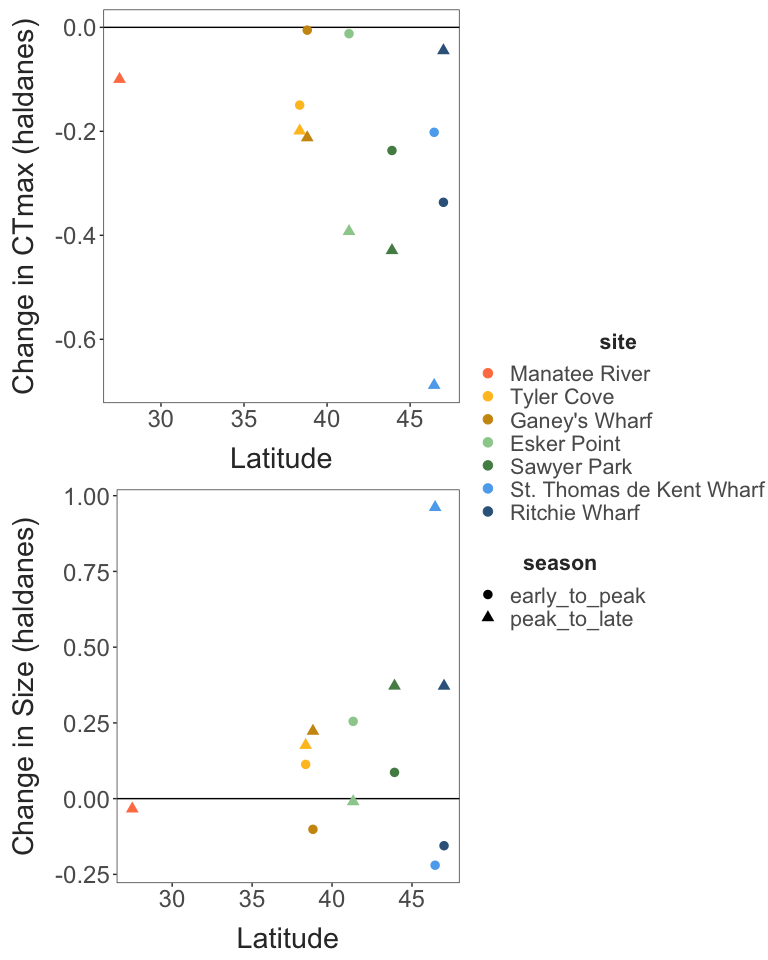 Change in CTmax (haldanes)
0.0
-0.2
-0.4
-0.6
30 35 40 45
Latitude
Change in Size (haldanes)
1.00
0.75
0.50
0.25
0.00
-0.25
30 35 40 45
Latitude
site
Manatee River
Tyler Cove
Ganey's Wharf
Esker Point
Sawyer Park
St. Thomas de Kent Wharf
Ritchie Wharf
season
early_to_peak
peak_to_late